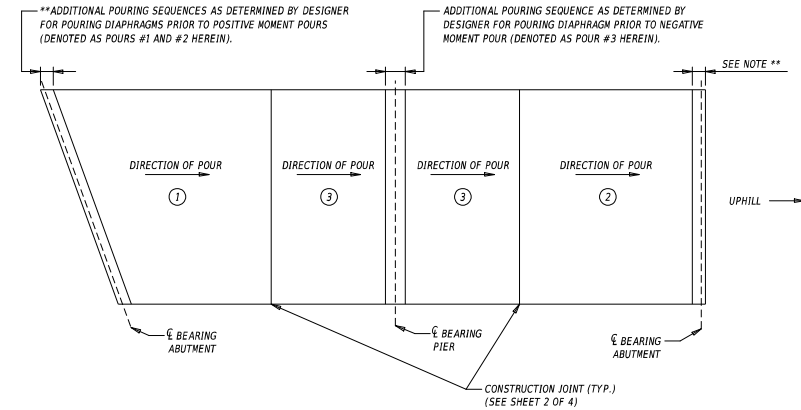 **ADDITIONAL POURING SEQUENCES AS DETERMINED BY DESIGNER
FOR POURING DIAPHRAGMS PRIOR TO POSITIVE MOMENT POURS
(DENOTED AS POURS #1 AND #2 HEREIN).
ADDITIONAL POURING SEQUENCE AS DETERMINED BY
DESIGNER FOR POURING DIAPHRAGM PRIOR TO NEGATIVE
MOMENT POUR (DENOTED AS POUR #3 HEREIN).
SEE NOTE **
DIRECTION OF POUR
1
DIRECTION OF POUR
3
DIRECTION OF POUR
3
DIRECTION OF POUR
2
UPHILL
℄ BEARING
ABUTMENT
℄ BEARING
PIER
℄ BEARING
ABUTMENT
CONSTRUCTION JOINT (TYP.)
(SEE SHEET 2 OF 4)